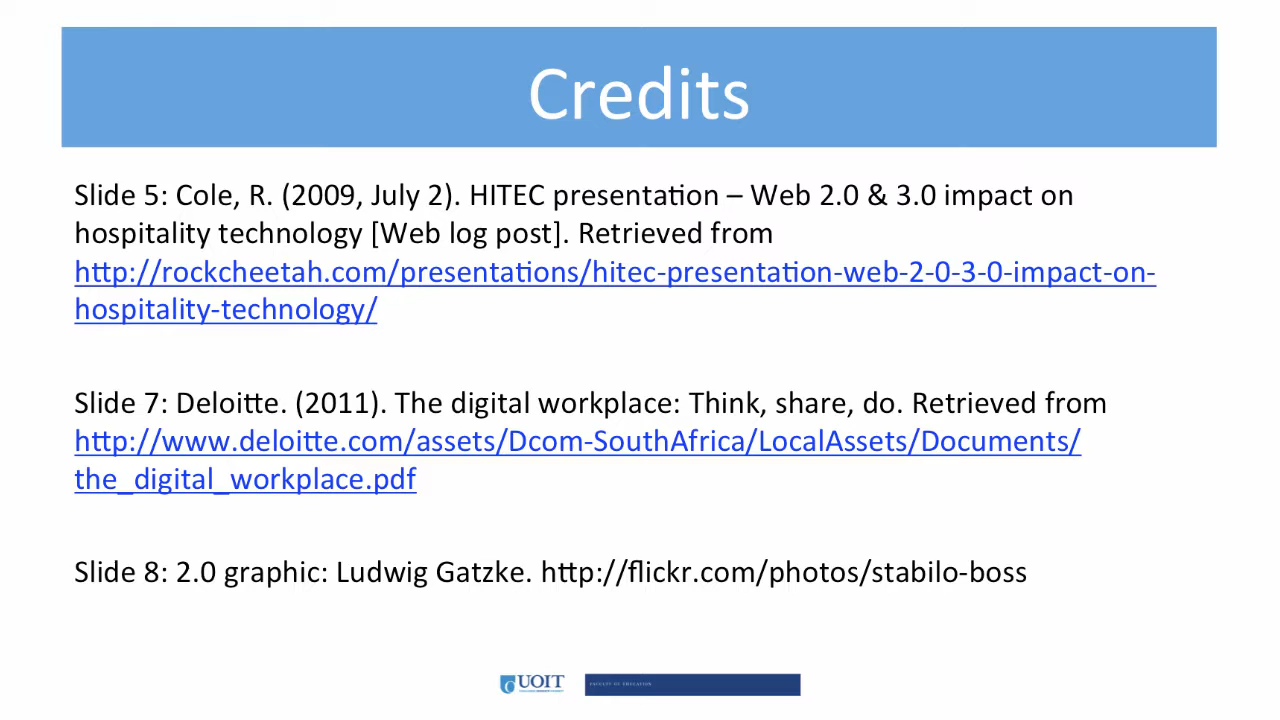 Credits
Slide 5: Cole, R. (2009, July 2). HITEC presentation – Web 2.0 & 3.0 impact on
hospitality technology [Web log post]. Retrieved from
http://rockcheetah.com/presentations/hitec-presentation-web-2-0-3-0-impact-on-
hospitality-technology/
Slide 7: Deloitte. (2011). The digital workplace: Think, share, do. Retrieved from
http://www.deloitte.com/assets/Dcom-SouthAfrica/LocalAssets/Documents/
the_digital_workplace.pdf
Slide 8: 2.0 graphic: Ludwig Gatzke. http://flickr.com/photos/stabilo-boss
UOIT
FACULTY OF EDUCATION